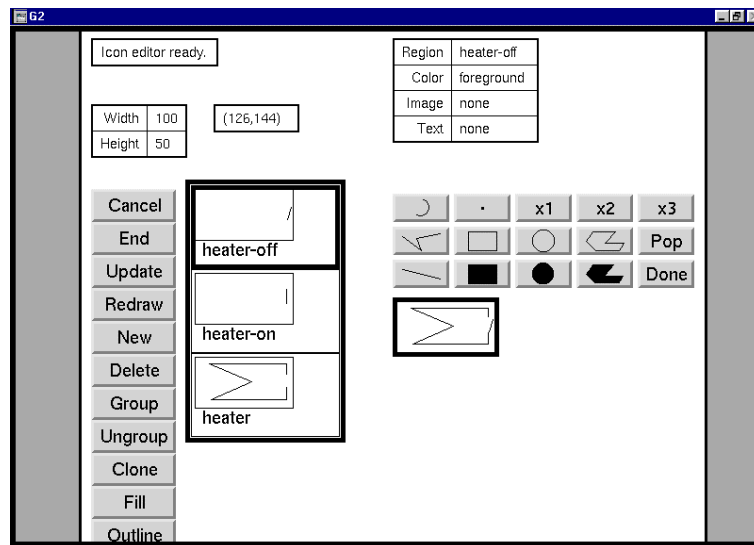 G2
Icon editor ready.
Region heater-off
Color foreground
Image none
Text none
Width 100
Height 50
(126,144)
Cancel
End
Update
Redraw
New
Delete
Group
Ungroup
Clone
Fill
Outline
heater-off
heater-on
heater
x1 x2 x3
Pop
Done